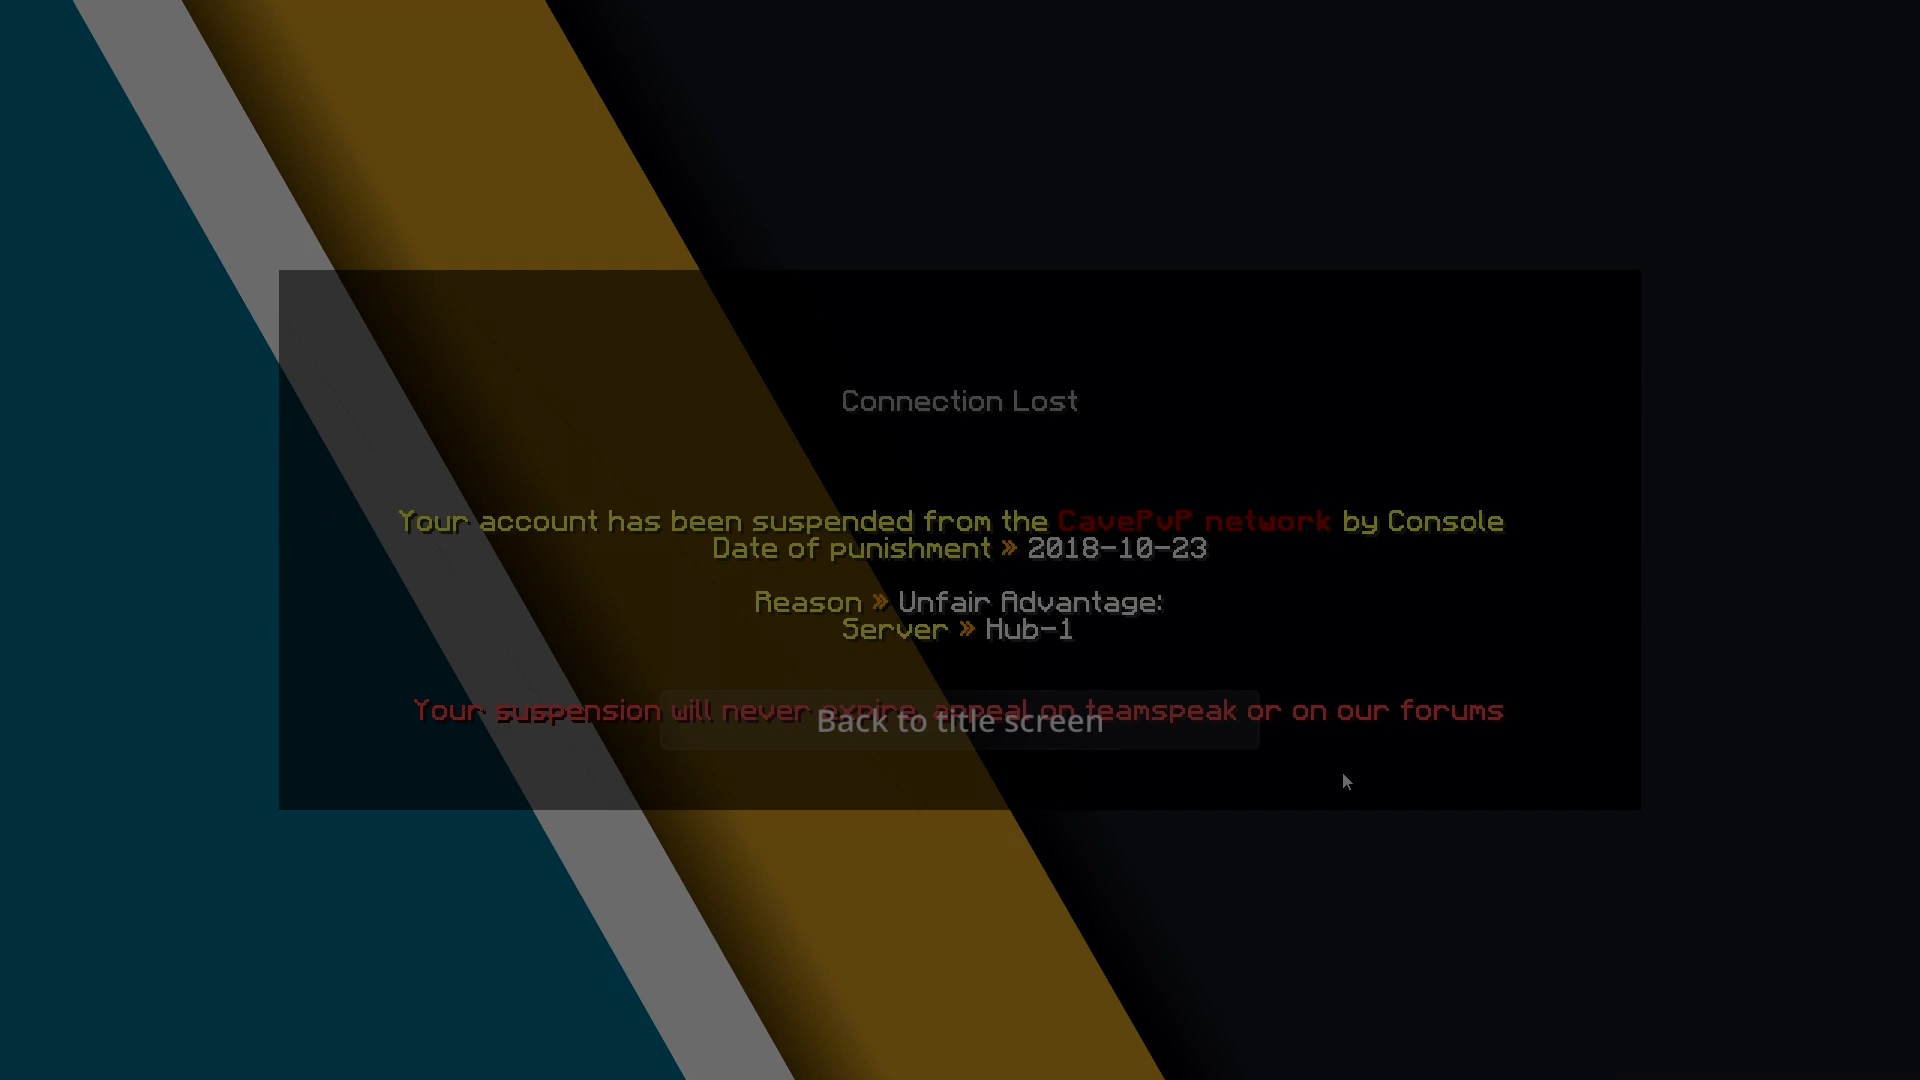 Connection Lost
Your account has been suspended from the CavePvP network by Console
Date of punishment » 2018-10-23
Reason » Unfair Advantage:
Server » Hub-1
Your suspension will never expire, appeal on teamspeak or on our forums
Back to title screen